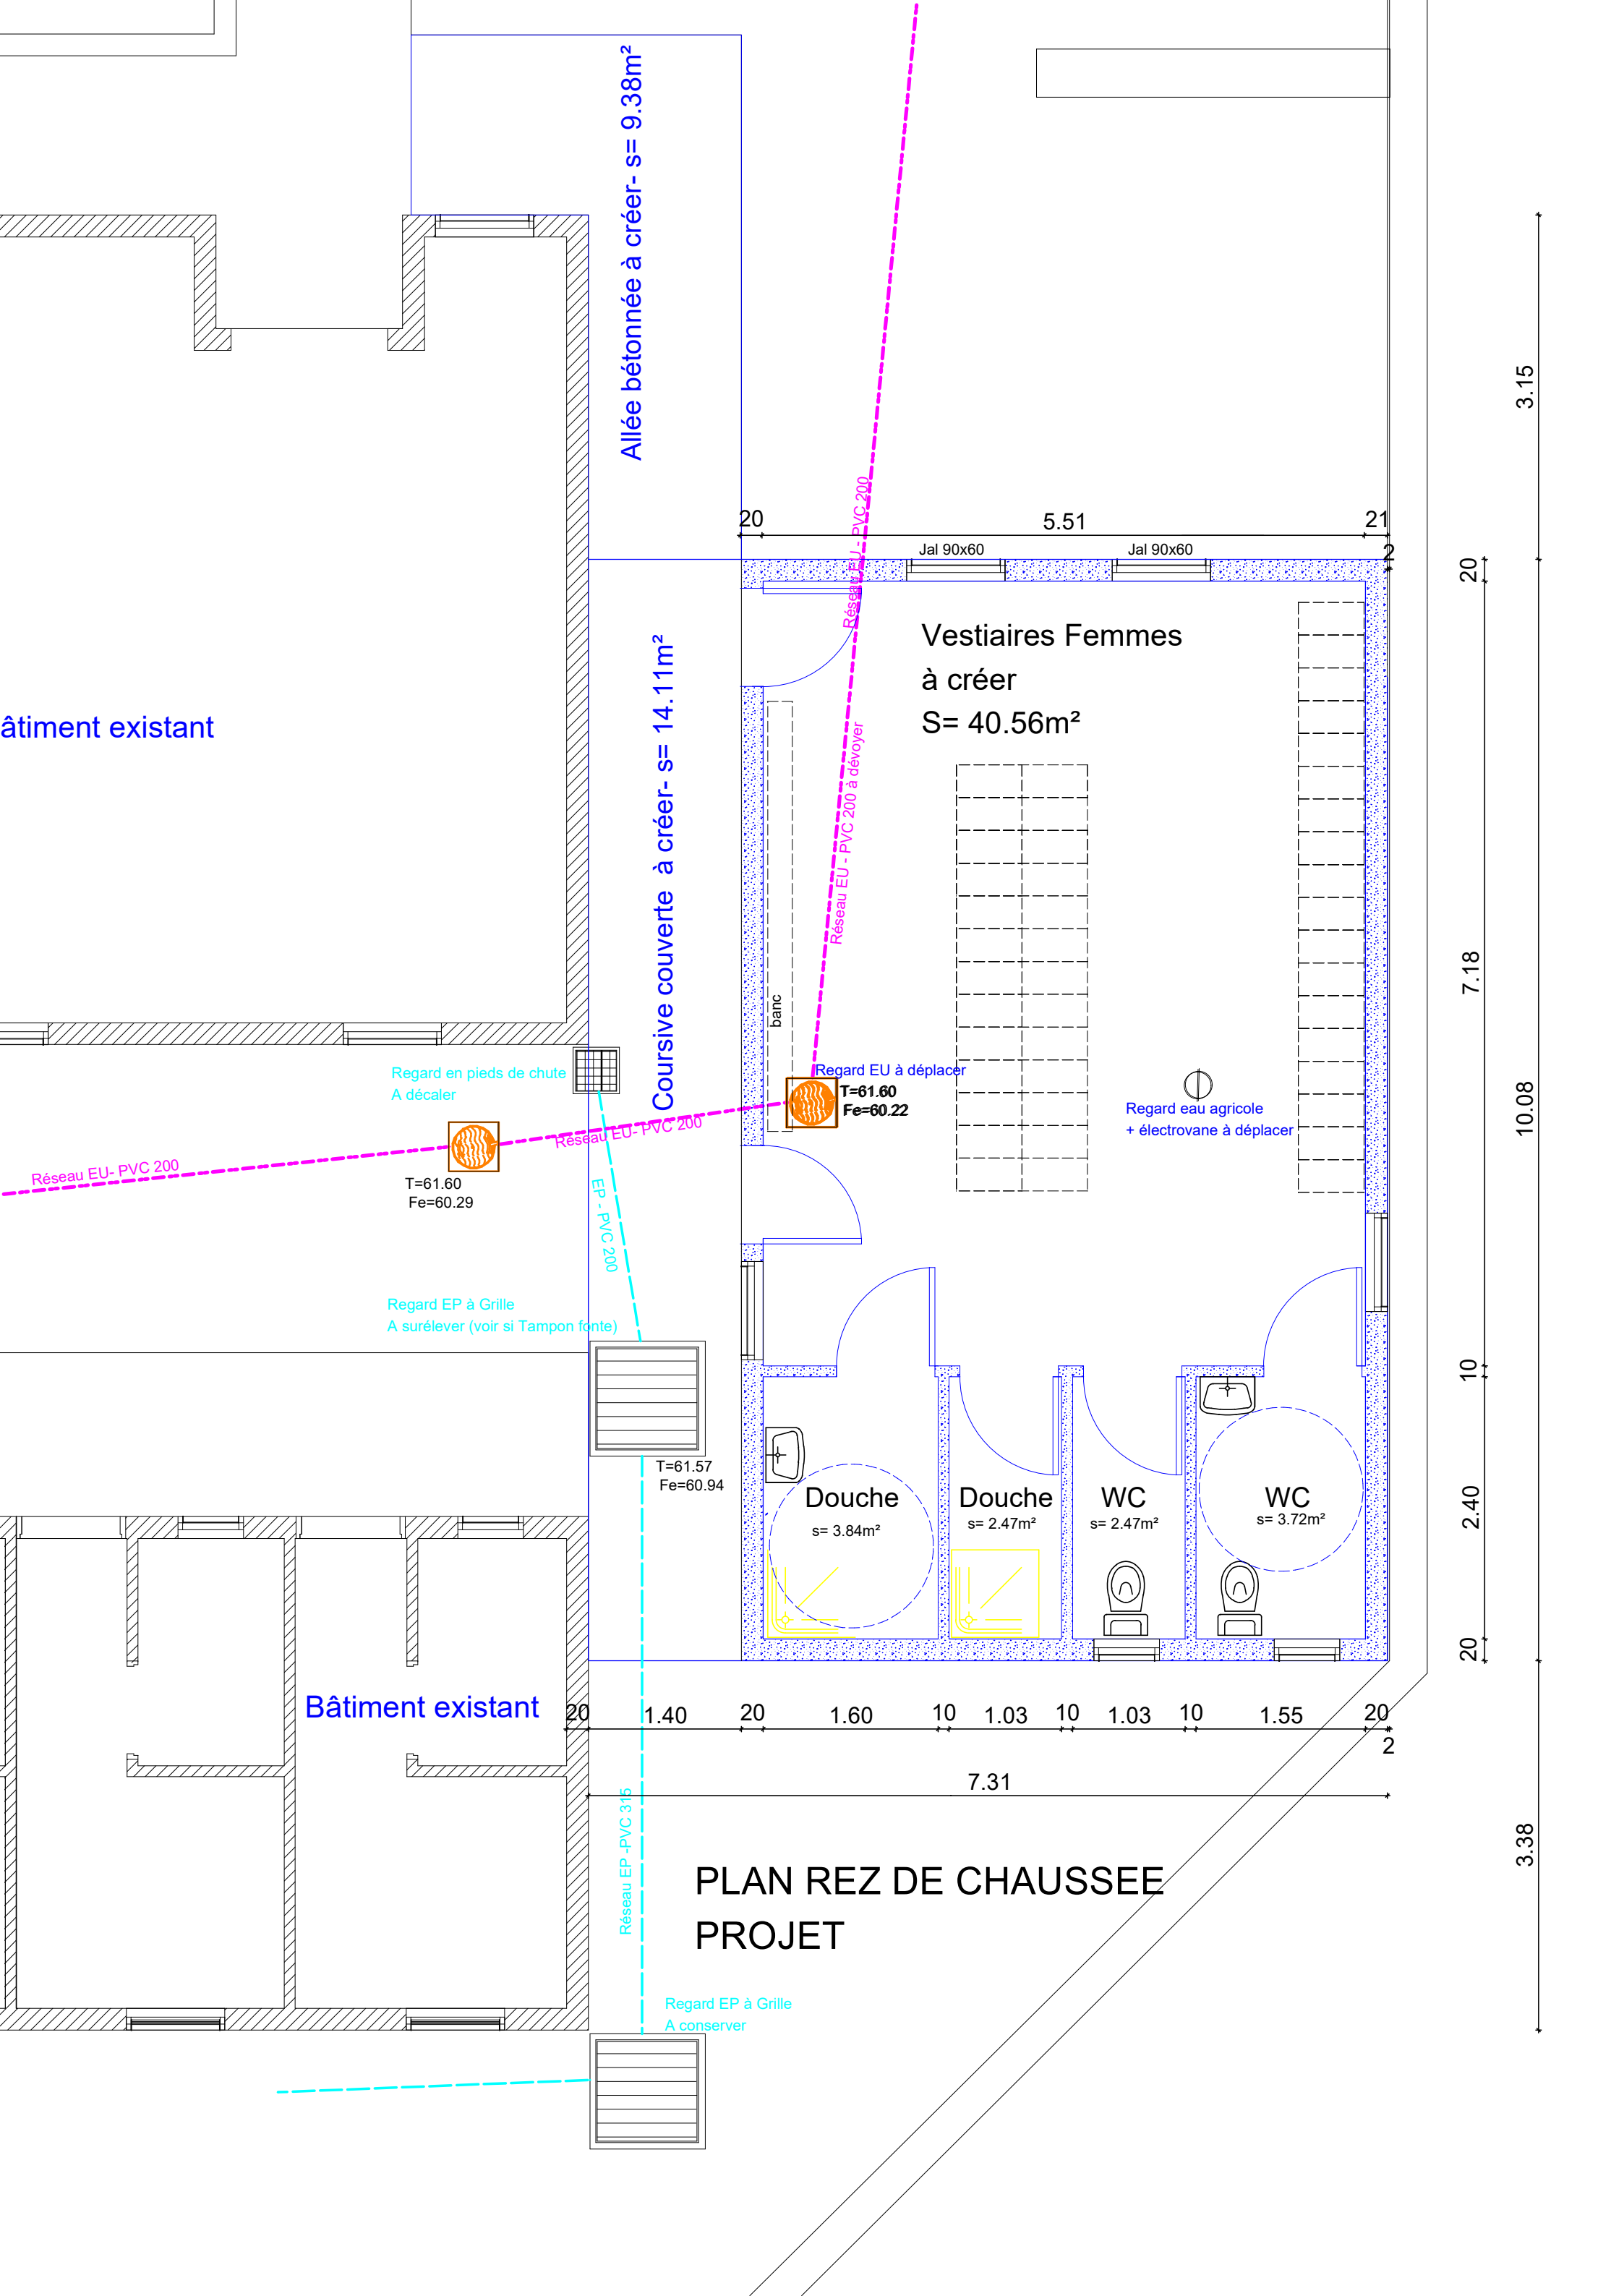 Allée bétonnée à créer- s= 9.38m²
3.15
20
5.51
21
2
Jal 90x60
Jal 90x60
20
Réseau EU - PVC 200
Vestiaires Femmes
à créer
S= 40.56m²
âtiment existant
Coursive couverte à créer- s= 14.11m²
Réseau EU - PVC 200 à dévoyer
banc
7.18
10.08
Regard en pieds de chute
A décaler
Regard EU à déplacer
T=61.60
Fe=60.22
Regard eau agricole
+ électrovane à déplacer
Réseau EU- PVC 200
Réseau EU- PVC 200
T=61.60
Fe=60.29
EP - PVC 200
Regard EP à Grille
A surélever (voir si Tampon fonte)
10
T=61.57
Fe=60.94
Douche
s= 3.84m²
Douche
s= 2.47m²
WC
s= 2.47m²
WC
s= 3.72m²
2.40
20
Bâtiment existant
20
1.40
20
1.60
10
1.03
10
1.03
10
1.55
20
2
7.31
Réseau EP -PVC 315
3.38
PLAN REZ DE CHAUSSEE
PROJET
Regard EP à Grille
A conserver